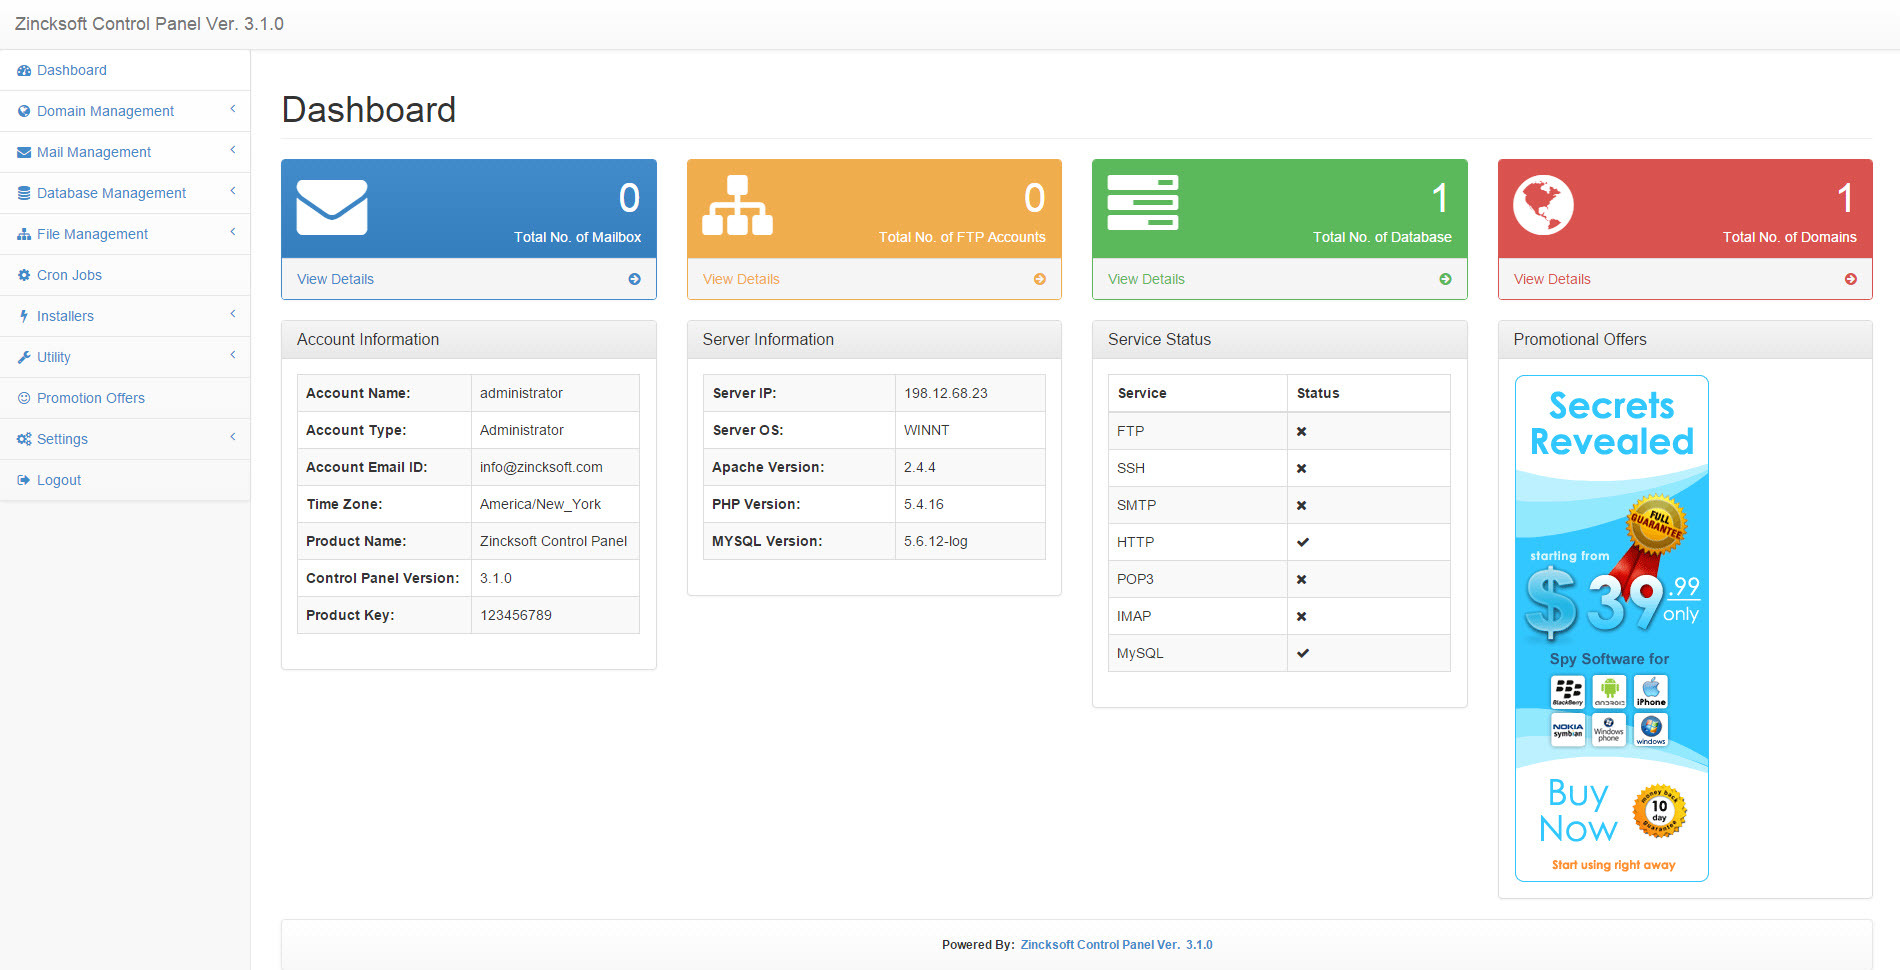 Zincksoft Control Panel Ver. 3.1.0
Dashboard
Domain Management
Mail Management
Database Management
File Management
Cron Jobs
Installers
Utility
Promotion Offers
Settings
Logout
Dashboard
0
Total No. of Mailbox
View Details
0
Total No. of FTP Accounts
View Details
1
Total No. of Database
View Details
1
Total No. of Domains
View Details
Account Information
Account Name: administrator
Account Type: Administrator
Account Email ID: info@zincksoft.com
Time Zone: America/New_York
Product Name: Zincksoft Control Panel
Control Panel Version: 3.1.0
Product Key: 123456789
Server Information
Server IP: 198.12.68.23
Server OS: WINNT
Apache Version: 2.4.4
PHP Version: 5.4.16
MYSQL Version: 5.6.12-log
Service Status
Service Status
FTP ✖
SSH ✖
SMTP ✖
HTTP ✔
POP3 ✖
IMAP ✖
MySQL ✔
Promotional Offers
Secrets
Revealed
FULL
GUARANTEE
starting from
$39.99
only
Spy Software for
BlackBerry ANDROID iPhone
NOKIA Windows windows
symbian phone
Buy
Now
money back
10
day
guarantee
Start using right away
Powered By: Zincksoft Control Panel Ver. 3.1.0